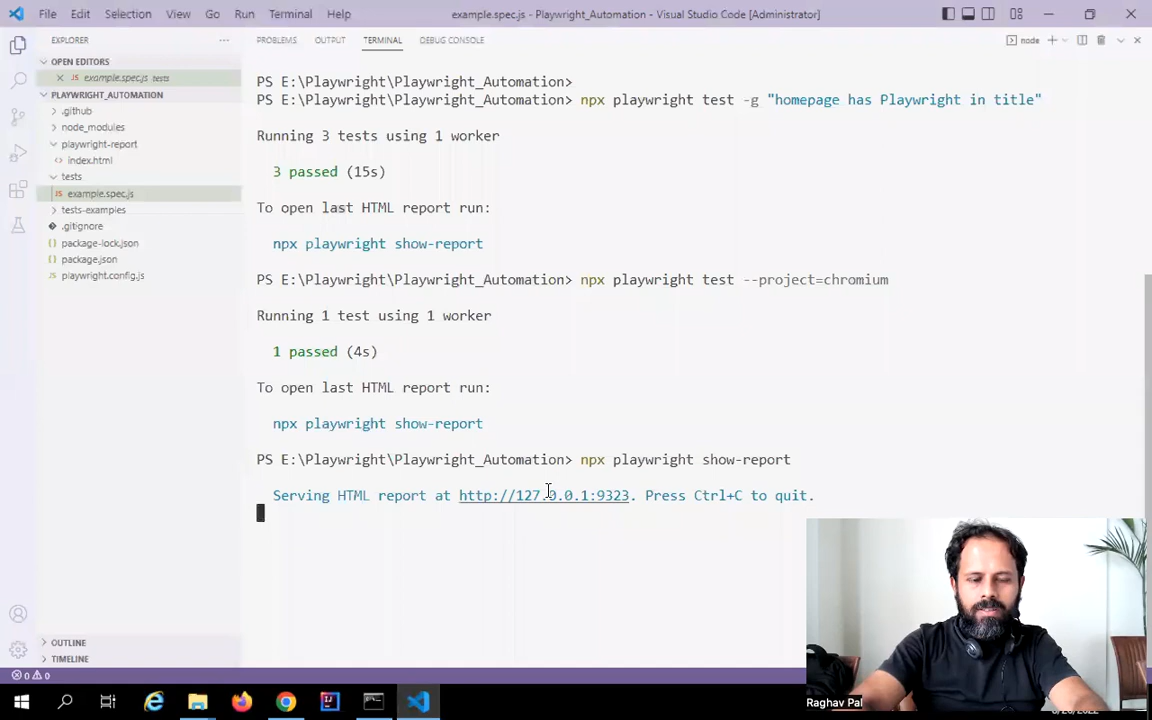 File Edit Selection View Go Run Terminal Help
example.spec.js - Playwright_Automation - Visual Studio Code [Administrator]
EXPLORER
PROBLEMS OUTPUT TERMINAL DEBUG CONSOLE
node
OPEN EDITORS
example.spec.js tests
PLAYWRIGHT_AUTOMATION
.github
node_modules
playwright-report
index.html
tests
JS example.spec.js
tests-examples
.gitignore
package-lock.json
package.json
JS playwright.config.js
OUTLINE
TIMELINE
PS E:\Playwright\Playwright_Automation>
PS E:\Playwright\Playwright_Automation> npx playwright test -g "homepage has Playwright in title"
Running 3 tests using 1 worker
3 passed (15s)
To open last HTML report run:
npx playwright show-report
PS E:\Playwright\Playwright_Automation> npx playwright test --project=chromium
Running 1 test using 1 worker
1 passed (4s)
To open last HTML report run:
npx playwright show-report
PS E:\Playwright\Playwright_Automation> npx playwright show-report
Serving HTML report at http://127.0.0.1:9323. Press Ctrl+C to quit.
0 0
Raghav Pal